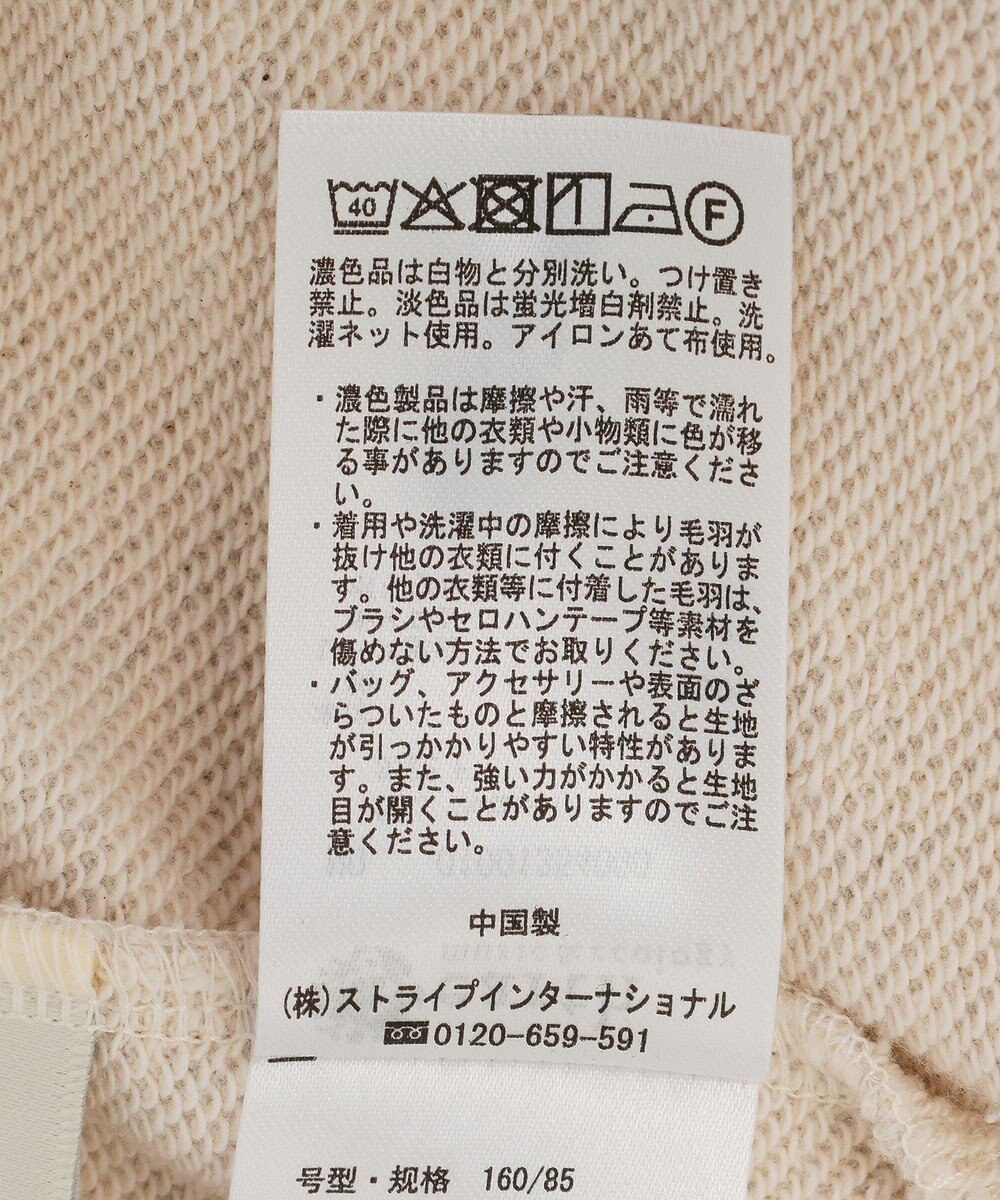 40 F
濃色品は白物と分別洗い。つけ置き
禁止。淡色品は蛍光増白剤禁止。洗
濯ネット使用。アイロンあて布使用。
・濃色製品は摩擦や汗、雨等で濡れ
た際に他の衣類や小物類に色が移
る事がありますのでご注意くださ
い。
・着用や洗濯中の摩擦により毛羽が
抜け他の衣類に付くことがありま
す。他の衣類等に付着した毛羽は、
ブラシやセロハンテープ等素材を
傷めない方法でお取りください。
・バッグ、アクセサリーや表面のざ
らついたものと摩擦されると生地
が引っかかりやすい特性がありま
す。また、強い力がかかると生地
目が開くことがありますのでご注
意ください。
中国製
(株)ストライプインターナショナル
0120-659-591
号型・规格 160/85